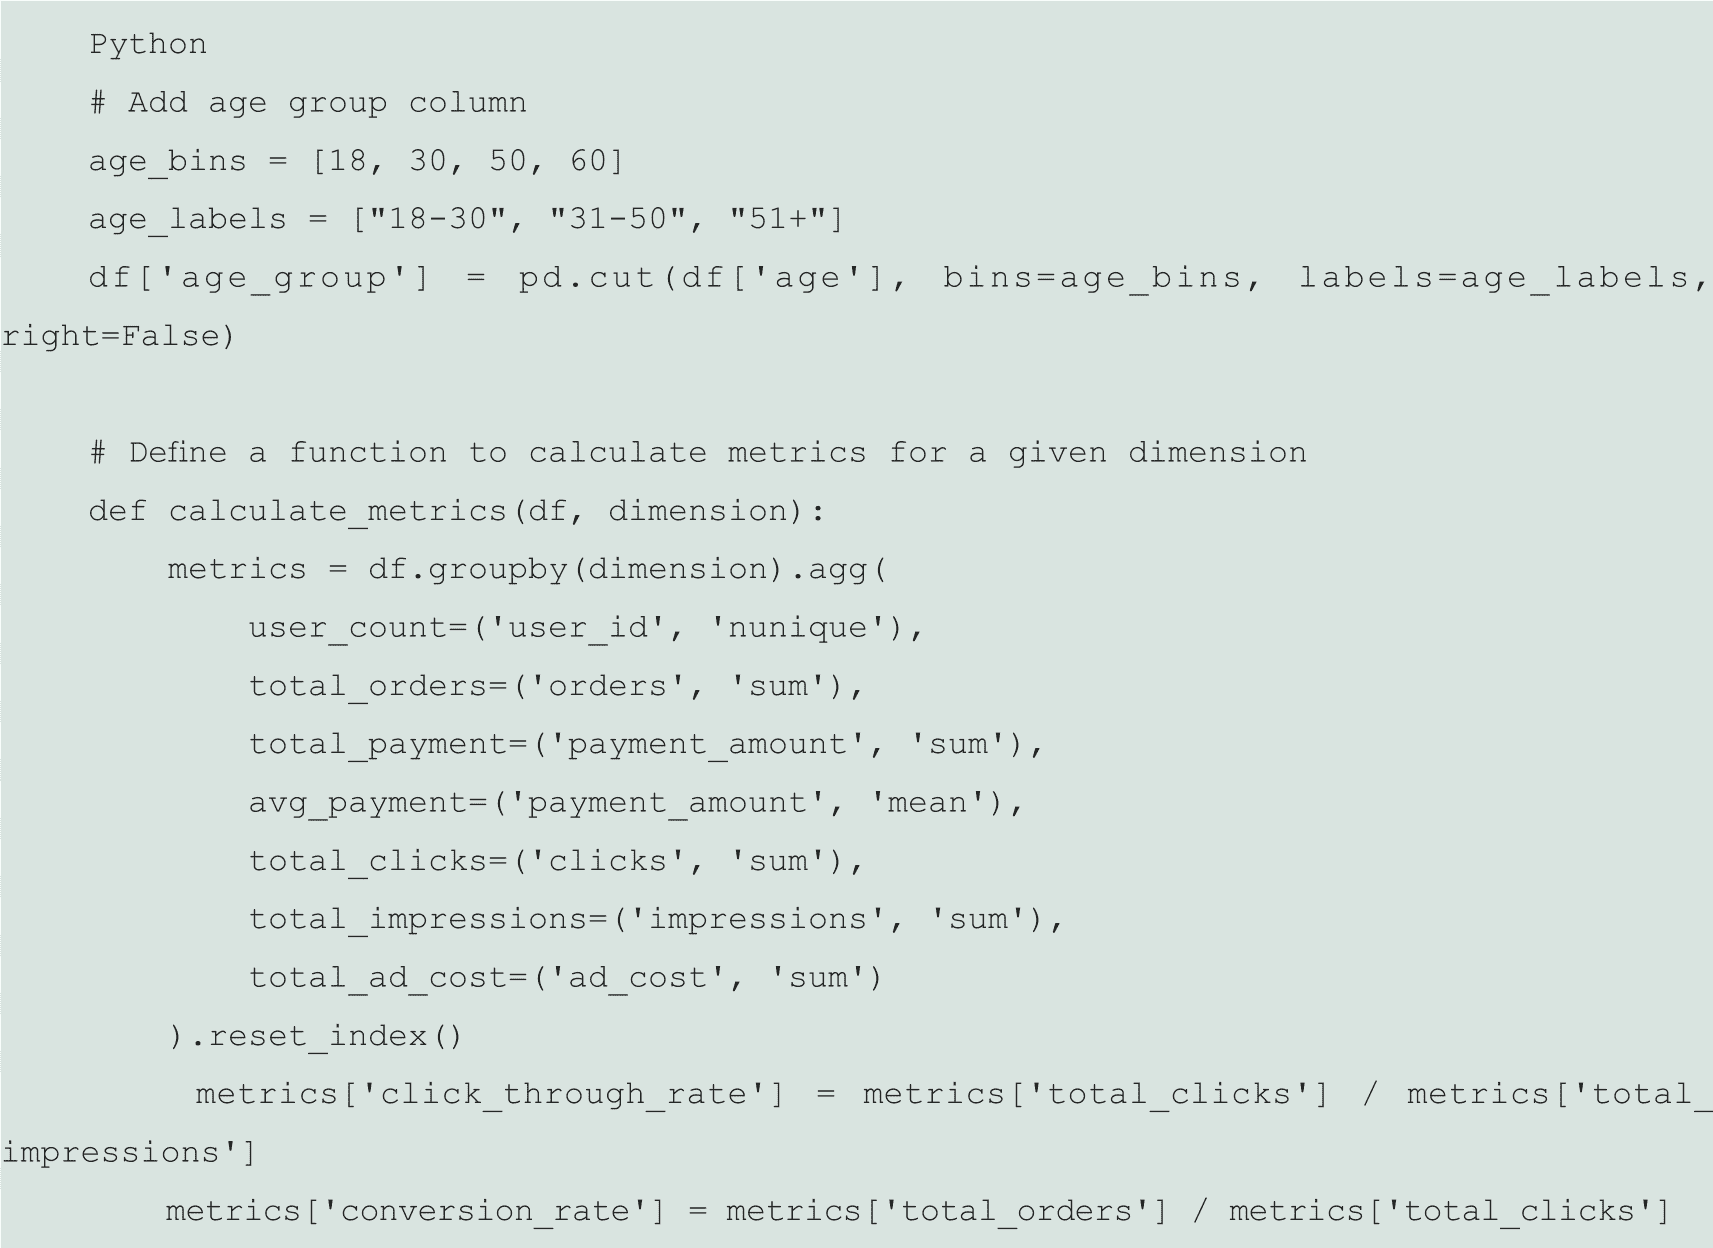 Python
# Add age group column
age_bins = [18, 30, 50, 60]
age_labels = ["18-30", "31-50", "51+"]
df['age_group'] = pd.cut(df['age'], bins=age_bins, labels=age_labels,
right=False)
# Define a function to calculate metrics for a given dimension
def calculate_metrics(df, dimension):
metrics = df.groupby(dimension).agg(
user_count=('user_id', 'nunique'),
total_orders=('orders', 'sum'),
total_payment=('payment_amount', 'sum'),
avg_payment=('payment_amount', 'mean'),
total_clicks=('clicks', 'sum'),
total_impressions=('impressions', 'sum'),
total_ad_cost=('ad_cost', 'sum')
).reset_index()
metrics['click_through_rate'] = metrics['total_clicks'] / metrics['total_
impressions']
metrics['conversion_rate'] = metrics['total_orders'] / metrics['total_clicks']